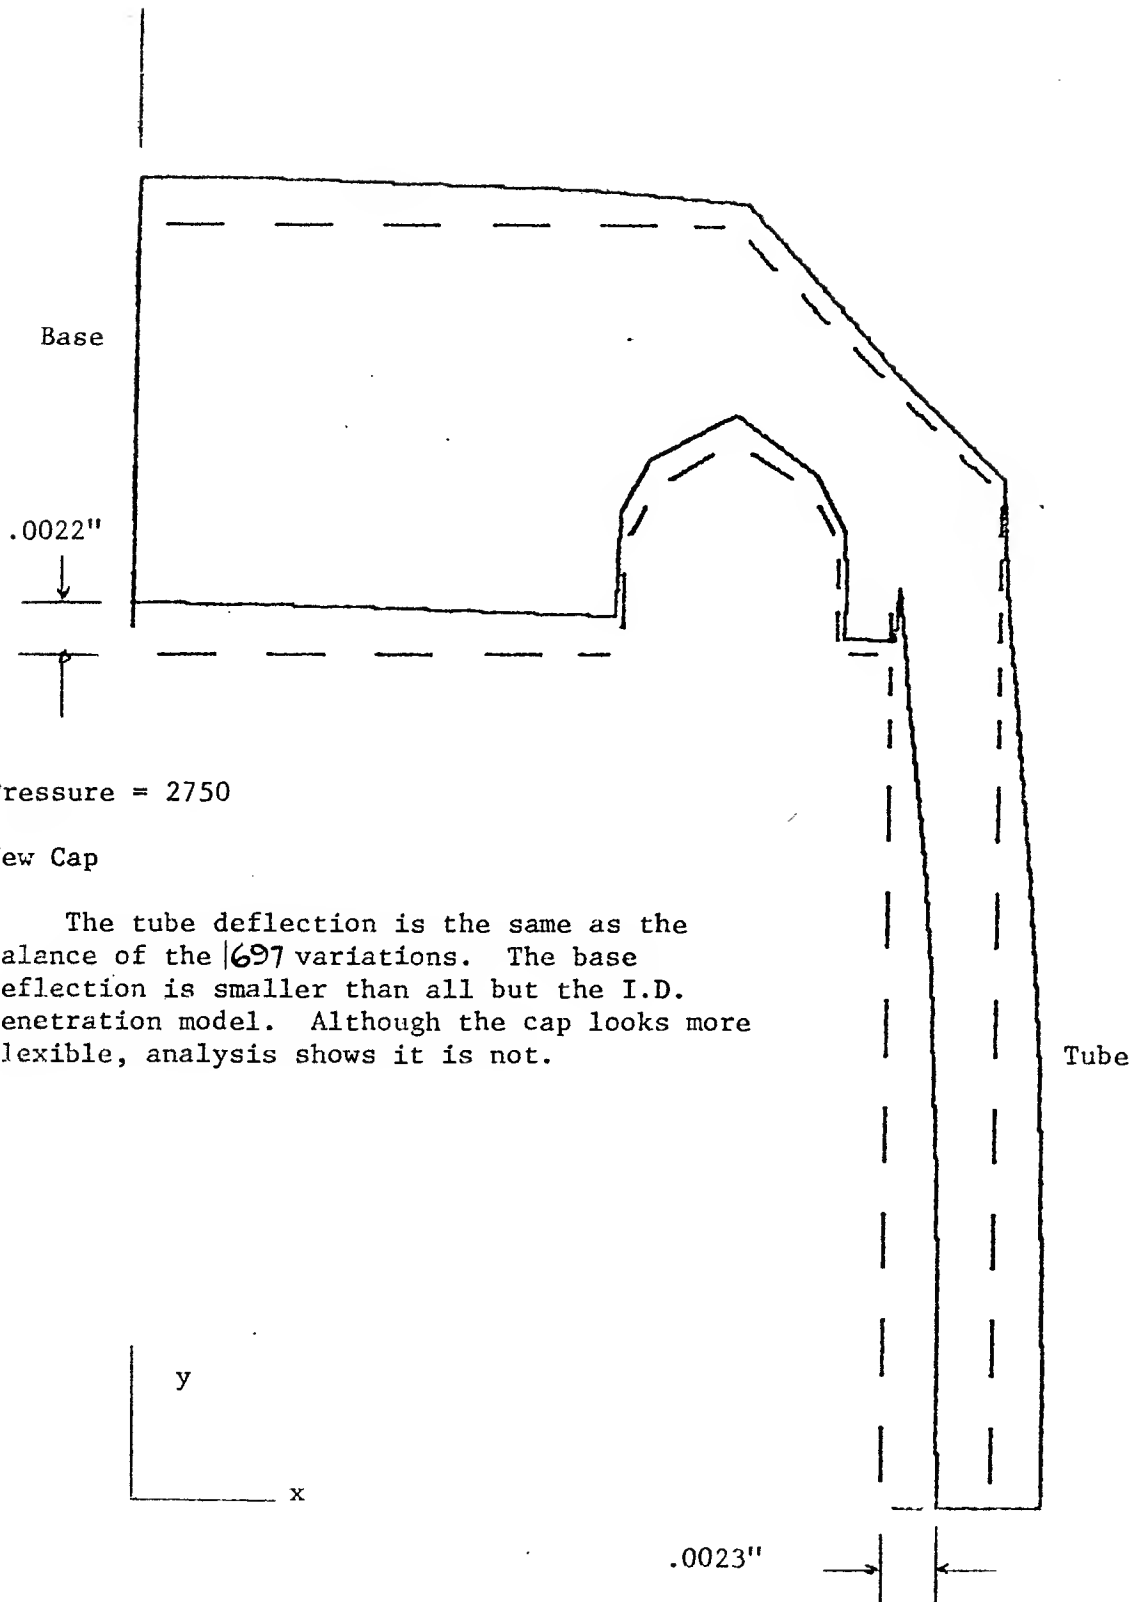 Base
.0022"
ressure = 2750
ew Cap
The tube deflection is the same as the
alance of the 1697 variations. The base
eflection is smaller than all but the I.D.
enetration model. Although the cap looks more
lexible, analysis shows it is not.
Tube
y
x
.0023"